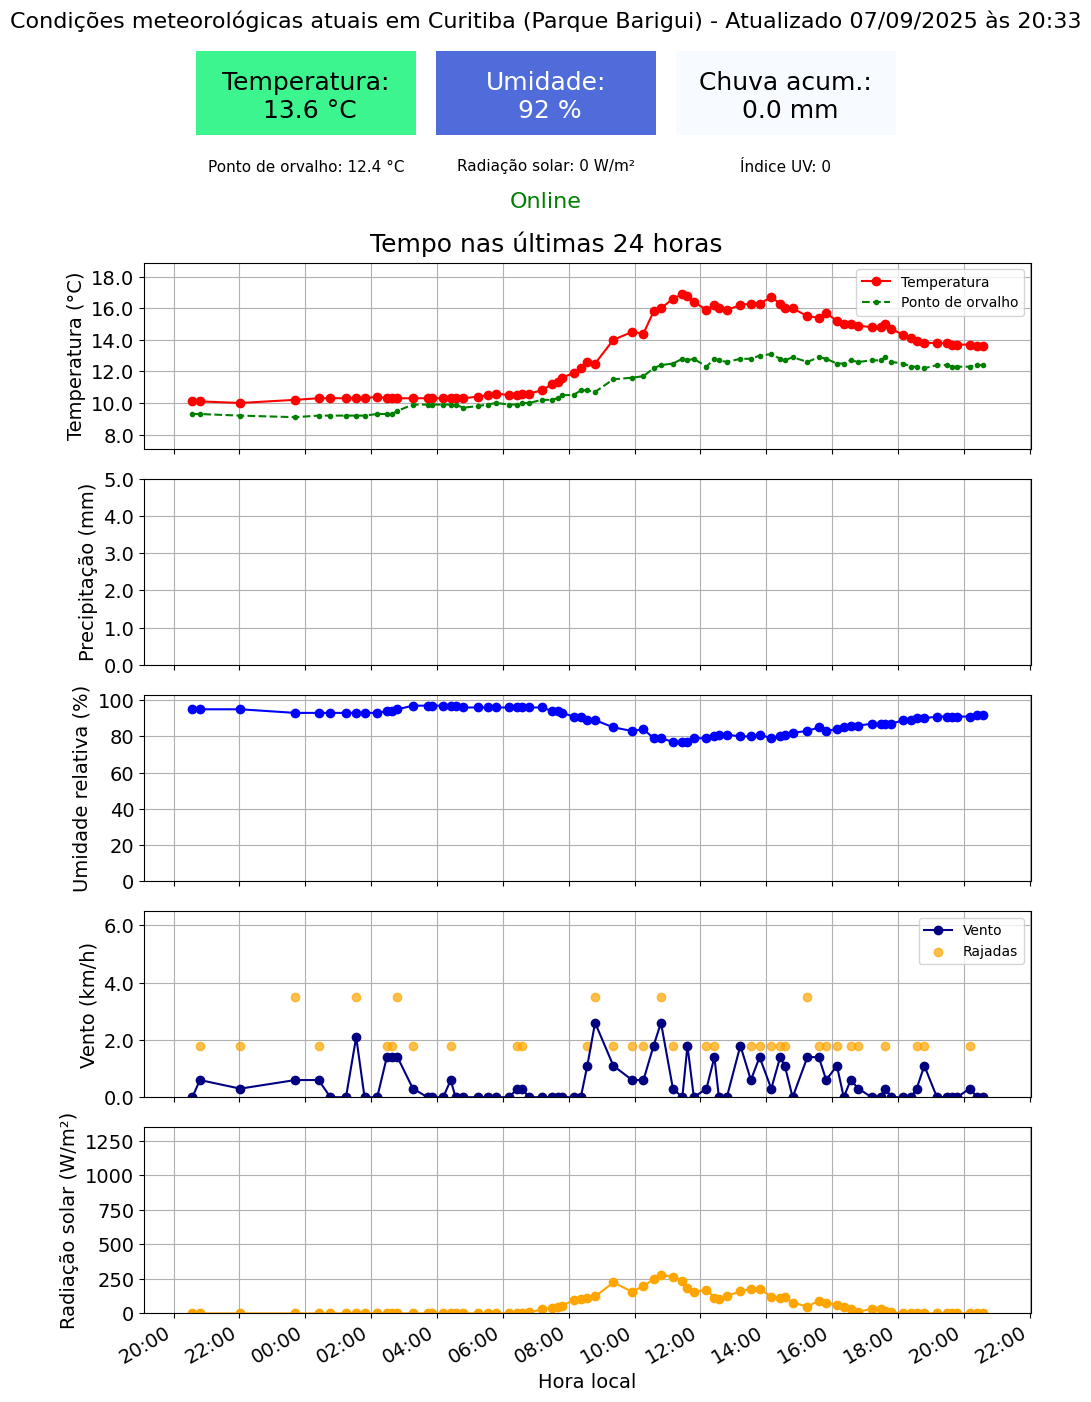 Condições meteorológicas atuais em Curitiba (Parque Barigui) - Atualizado 07/09/2025 às 20:33
Temperatura:
13.6 °C
Umidade:
92 %
Chuva acum.:
0.0 mm
Ponto de orvalho: 12.4 °C
Radiação solar: 0 W/m²
Índice UV: 0
Online
Tempo nas últimas 24 horas
Temperatura (°C)
18.0
16.0
14.0
12.0
10.0
8.0
Temperatura
Ponto de orvalho
Precipitação (mm)
5.0
4.0
3.0
2.0
1.0
0.0
Umidade relativa (%)
100
80
60
40
20
0
Vento (km/h)
6.0
4.0
2.0
0.0
Vento
Rajadas
Radiação solar (W/m²)
1250
1000
750
500
250
0
20:00
22:00
00:00
02:00
04:00
06:00
08:00
10:00
12:00
14:00
16:00
18:00
20:00
22:00
Hora local